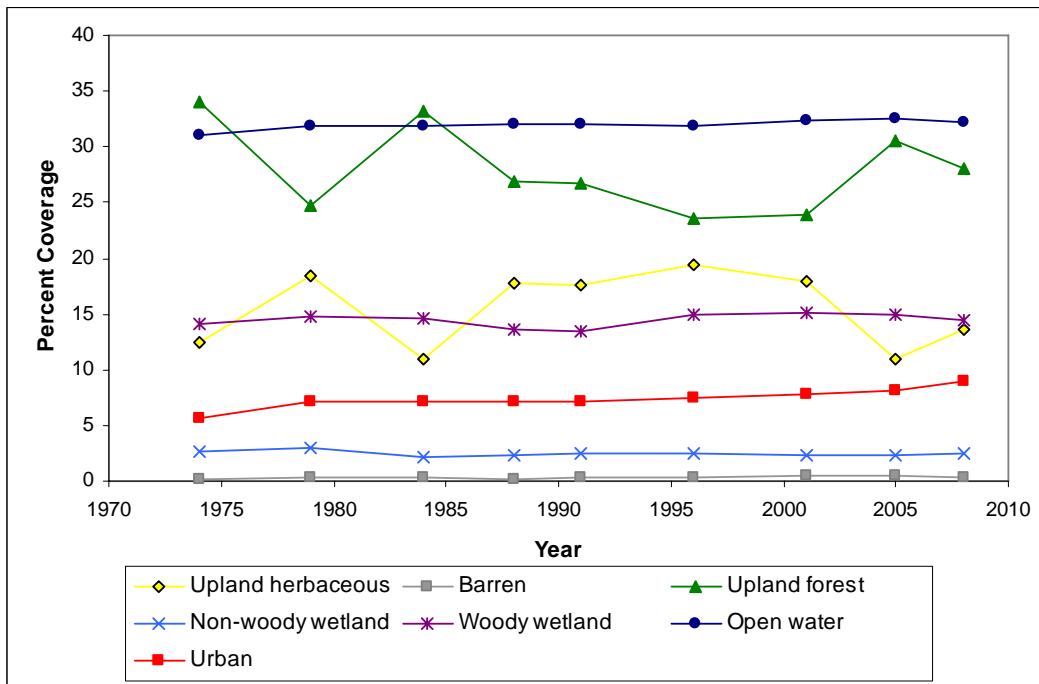 40
35
30
25
20
15
10
5
0
Percent Coverage
1970 1975 1980 1985 1990 1995 2000 2005 2010
Year
Upland herbaceous Barren Upland forest
Non-woody wetland Woody wetland Open water
Urban